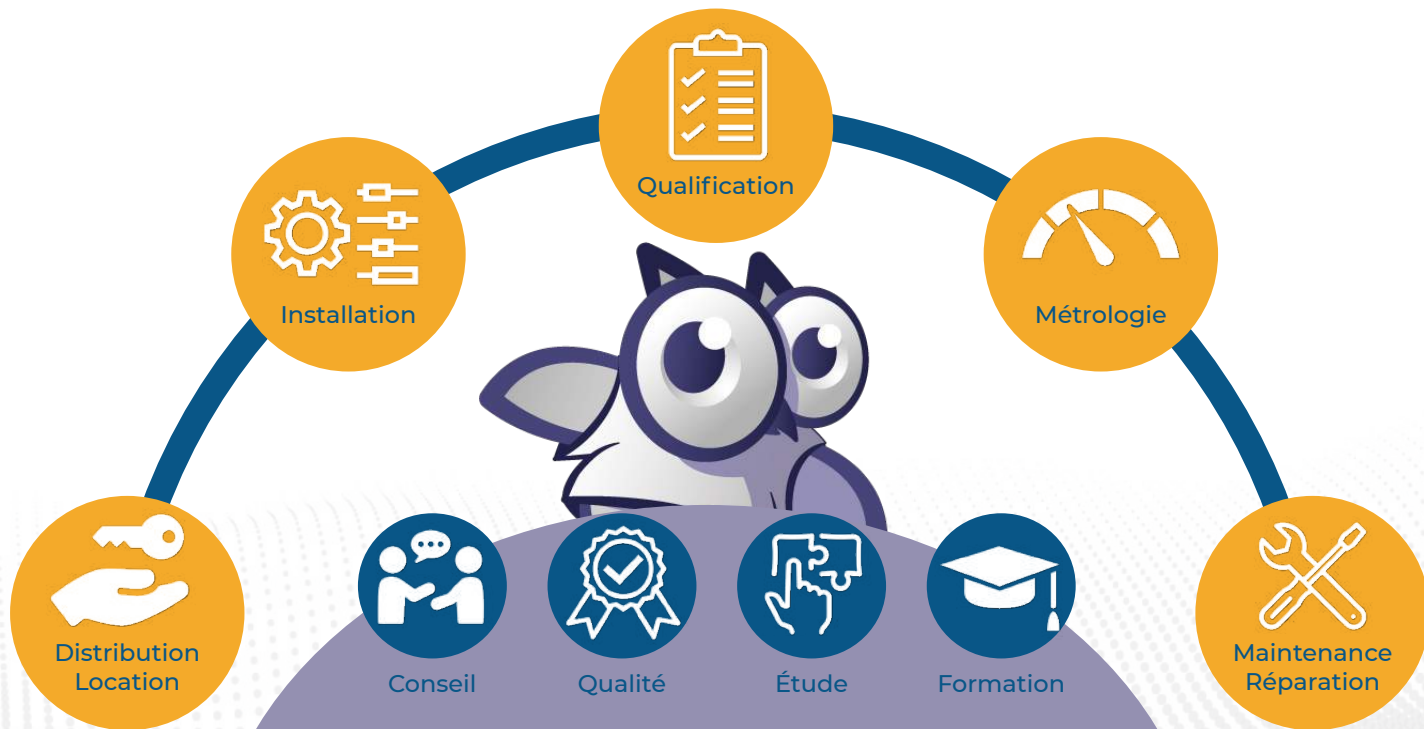 Qualification
Installation
Métrologie
Distribution
Location
Conseil
Qualité
Étude
Formation
Maintenance
Réparation